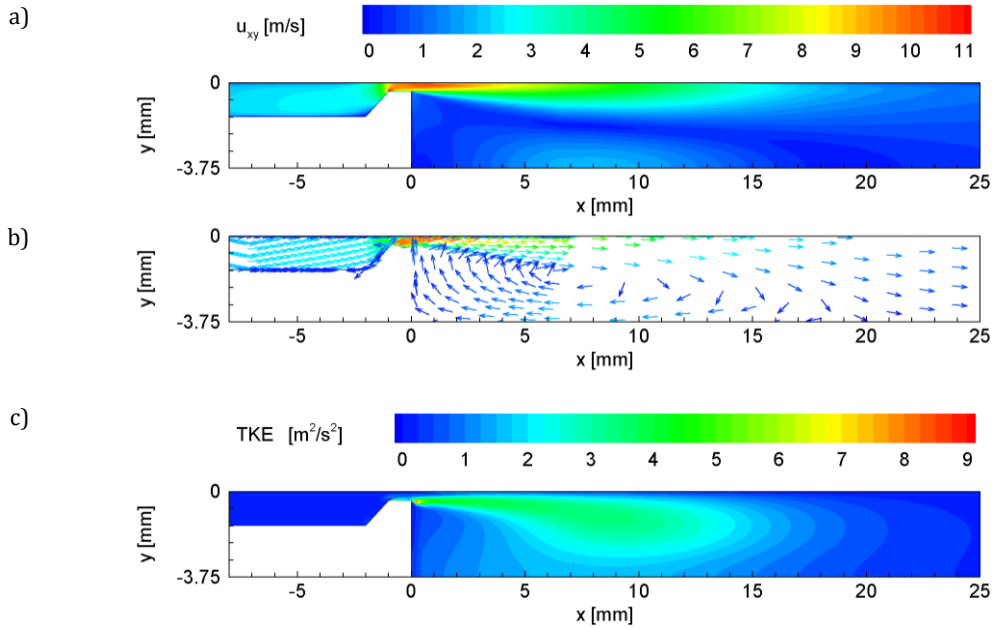 a)
u_xy [m/s]
0 1 2 3 4 5 6 7 8 9 10 11
y [mm]
0
-3.75
-5 0 5 10 15 20 25
x [mm]
b)
y [mm]
0
-3.75
-5 0 5 10 15 20 25
x [mm]
c)
TKE [m²/s²]
0 1 2 3 4 5 6 7 8 9
y [mm]
0
-3.75
-5 0 5 10 15 20 25
x [mm]